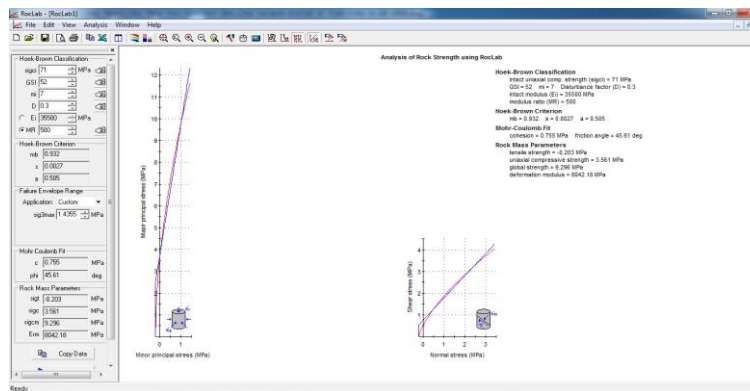 RocLab - [RocLab1]
File Edit View Analysis Window Help
Hoek-Brown Classification
sigci 71 MPa
GSI 52
mi 7
D 0.3
Ei 35500 MPa
MR 500
Hoek-Brown Criterion
mb 0.932
s 0.0027
a 0.505
Failure Envelope Range
Application: Custom
sig3max 1.4355 MPa
Mohr-Coulomb Fit
c 0.755 MPa
phi 45.61 deg
Rock Mass Parameters
sigt -0.203 MPa
sigc 3.561 MPa
sigcm 9.296 MPa
Erm 8042.18 MPa
Copy Data
Ready
Analysis of Rock Strength using RocLab
Hoek-Brown Classification
intact uniaxial comp. strength (sigci) = 71 MPa
GSI = 52 mi = 7 Disturbance factor (D) = 0.3
intact modulus (Ei) = 35500 MPa
modulus ratio (MR) = 500
Hoek-Brown Criterion
mb = 0.932 s = 0.0027 a = 0.505
Mohr-Coulomb Fit
cohesion = 0.755 MPa friction angle = 45.61 deg
Rock Mass Parameters
tensile strength = -0.203 MPa
uniaxial compressive strength = 3.561 MPa
global strength = 9.296 MPa
deformation modulus = 8042.18 MPa
Major principal stress (MPa)
12
11
10
9
8
7
6
5
4
3
2
1
0 1
Minor principal stress (MPa)
Shear stress (MPa)
4
3
2
1
0 1 2 3
Normal stress (MPa)